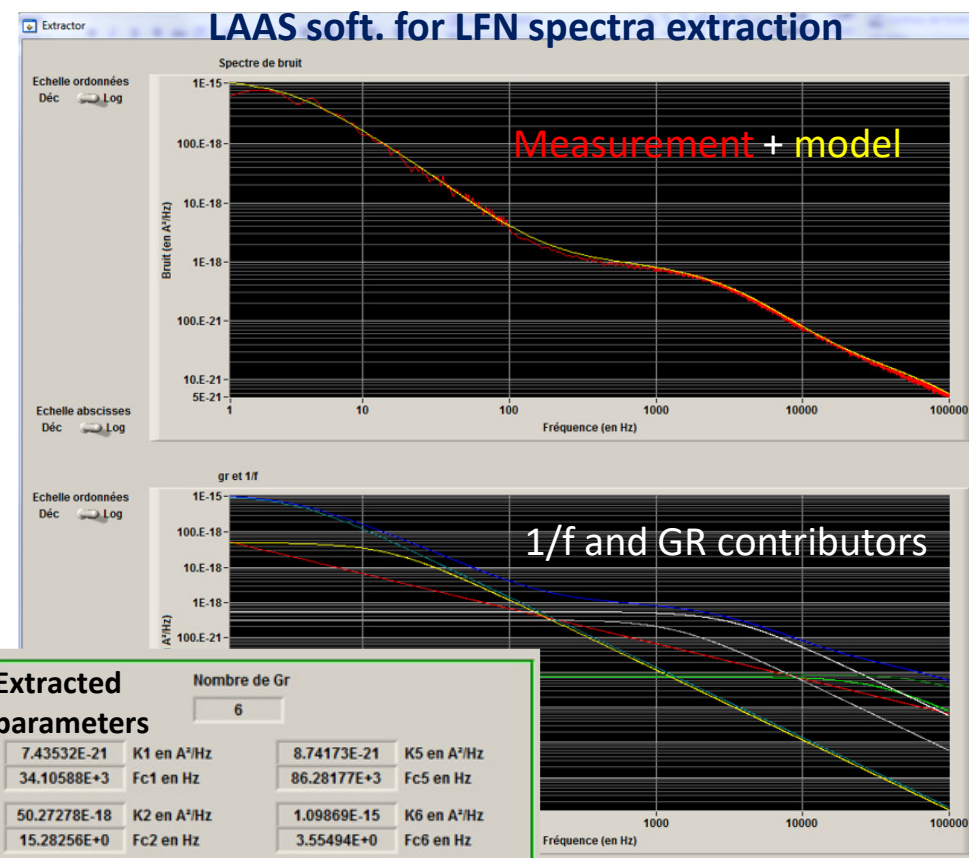 LAAS soft. for LFN spectra extraction
Extractor
Spectre de bruit
Echelle ordonnées
Déc Log
1E-15
100.E-18
10.E-18
1E-18
100.E-21
10.E-21
5E-21
Bruit (en A²/Hz)
Measurement + model
Echelle abscisses
Déc Log
1 10 100 1000 10000 100000
Fréquence (en Hz)
gr et 1/f
Echelle ordonnées
Déc Log
1E-15
100.E-18
10.E-18
1E-18
100.E-21
A²/Hz)
1/f and GR contributors
Extracted
parameters
Nombre de Gr
6
7.43532E-21 K1 en A²/Hz 8.74173E-21 K5 en A²/Hz
34.10588E+3 Fc1 en Hz 86.28177E+3 Fc5 en Hz
50.27278E-18 K2 en A²/Hz 1.09869E-15 K6 en A²/Hz
15.28256E+0 Fc2 en Hz 3.55494E+0 Fc6 en Hz
1000 10000 100000
Fréquence (en Hz)